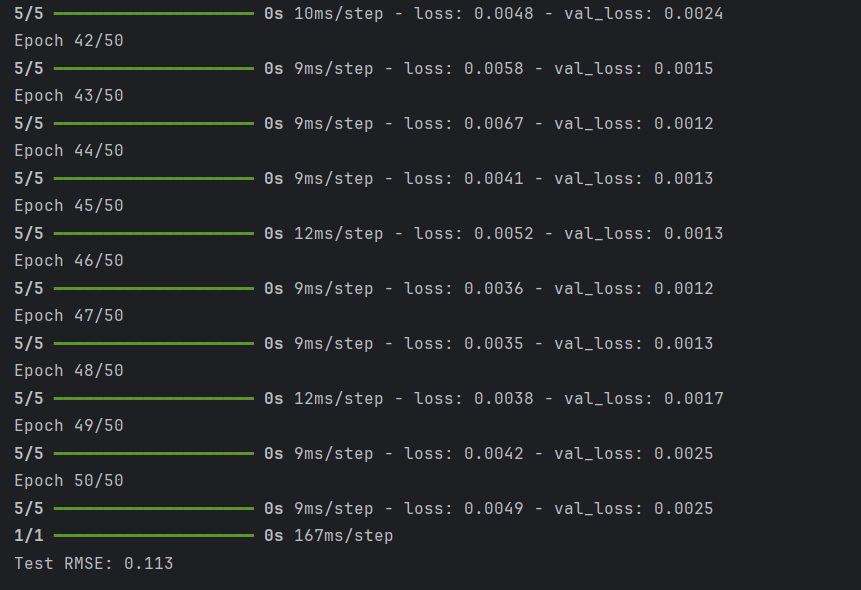 5/5 ━━━━━━━━━━━━━━━━━━━━ 0s 10ms/step - loss: 0.0048 - val_loss: 0.0024
Epoch 42/50
5/5 ━━━━━━━━━━━━━━━━━━━━ 0s 9ms/step - loss: 0.0058 - val_loss: 0.0015
Epoch 43/50
5/5 ━━━━━━━━━━━━━━━━━━━━ 0s 9ms/step - loss: 0.0067 - val_loss: 0.0012
Epoch 44/50
5/5 ━━━━━━━━━━━━━━━━━━━━ 0s 9ms/step - loss: 0.0041 - val_loss: 0.0013
Epoch 45/50
5/5 ━━━━━━━━━━━━━━━━━━━━ 0s 12ms/step - loss: 0.0052 - val_loss: 0.0013
Epoch 46/50
5/5 ━━━━━━━━━━━━━━━━━━━━ 0s 9ms/step - loss: 0.0036 - val_loss: 0.0012
Epoch 47/50
5/5 ━━━━━━━━━━━━━━━━━━━━ 0s 9ms/step - loss: 0.0035 - val_loss: 0.0013
Epoch 48/50
5/5 ━━━━━━━━━━━━━━━━━━━━ 0s 12ms/step - loss: 0.0038 - val_loss: 0.0017
Epoch 49/50
5/5 ━━━━━━━━━━━━━━━━━━━━ 0s 9ms/step - loss: 0.0042 - val_loss: 0.0025
Epoch 50/50
5/5 ━━━━━━━━━━━━━━━━━━━━ 0s 9ms/step - loss: 0.0049 - val_loss: 0.0025
1/1 ━━━━━━━━━━━━━━━━━━━━ 0s 167ms/step
Test RMSE: 0.113